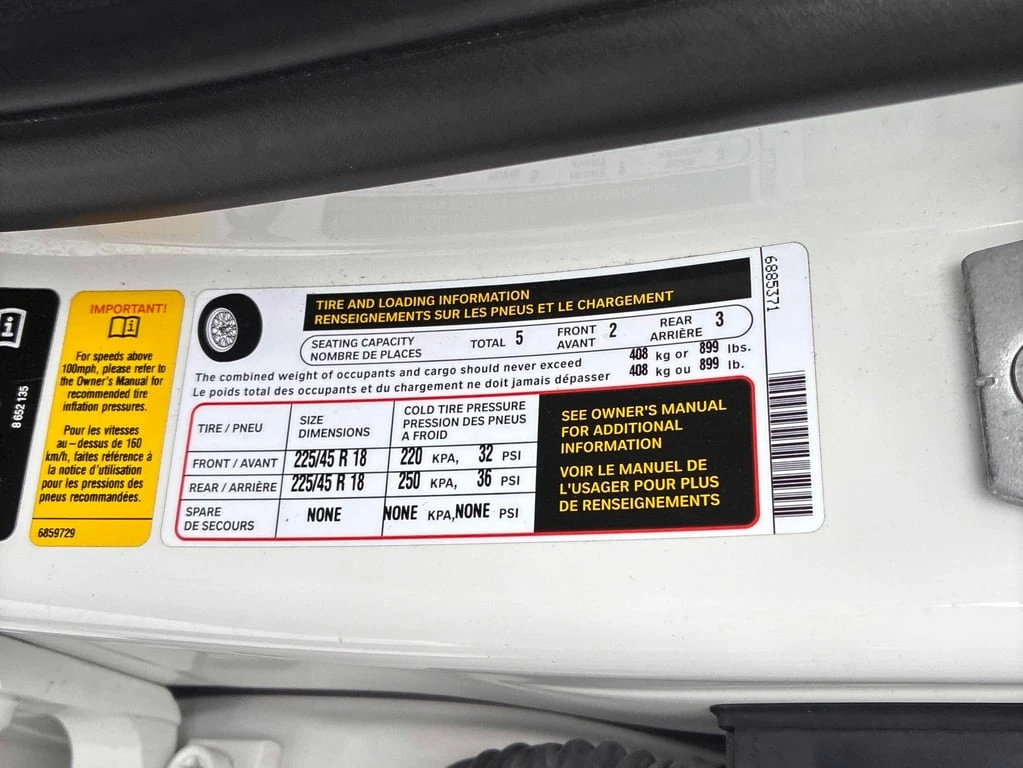 8 652 135
IMPORTANT!
For speeds above
100mph, please refer to
the Owner's Manual for
recommended tire
inflation pressures.
Pour les vitesses
au-dessus de 160
km/h, faites référence à
la notice d'utilisation
pour les pressions des
pneus recommandées.
6859729
TIRE AND LOADING INFORMATION
RENSEIGNEMENTS SUR LES PNEUS ET LE CHARGEMENT
SEATING CAPACITY TOTAL 5 FRONT 2 REAR 3
NOMBRE DE PLACES AVANT ARRIÈRE
The combined weight of occupants and cargo should never exceed 408 kg or 899 lbs.
Le poids total des occupants et du chargement ne doit jamais dépasser 408 kg ou 899 lb.
TIRE / PNEU
SIZE
DIMENSIONS
COLD TIRE PRESSURE
PRESSION DES PNEUS
A FROID
FRONT / AVANT 225/45 R 18 220 KPA, 32 PSI
REAR / ARRIÈRE 225/45 R 18 250 KPA, 36 PSI
SPARE
DE SECOURS NONE NONE KPA, NONE PSI
SEE OWNER'S MANUAL
FOR ADDITIONAL
INFORMATION
VOIR LE MANUEL DE
L'USAGER POUR PLUS
DE RENSEIGNEMENTS
6885371